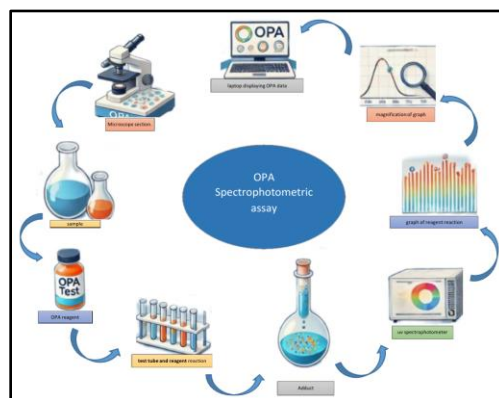 OPA
laptop displaying OPA data
magnification of graph
Microscope section
OPA
Spectrophotometric
assay
sample
graph of reagent reaction
OPA
Test
OPA reagent
uv spectrophotometer
test tube and reagent reaction
Adduct